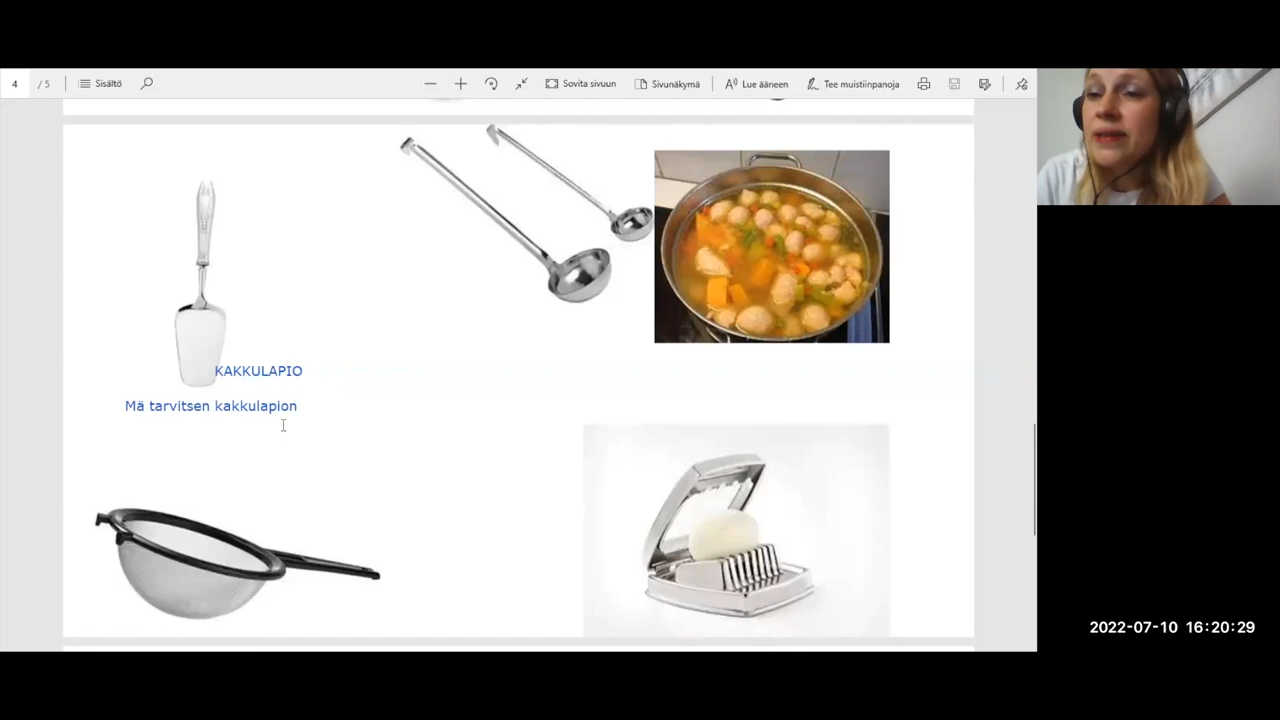 4 / 5 Sisältö Sovita sivuun Sivunäkymä Lue ääneen Tee muistiinpanoja
KAKKULAPIO
Mä tarvitsen kakkulapion
2022-07-10 16:20:29